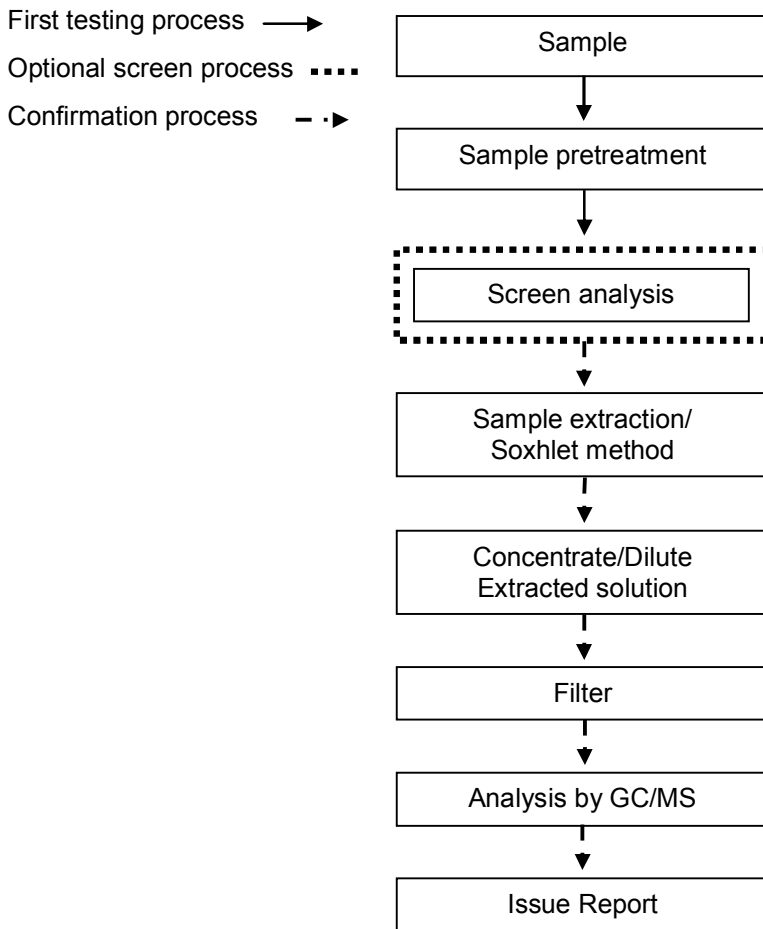 First testing process
Optional screen process
Confirmation process
Sample
Sample pretreatment
Screen analysis
Sample extraction/
Soxhlet method
Concentrate/Dilute
Extracted solution
Filter
Analysis by GC/MS
Issue Report